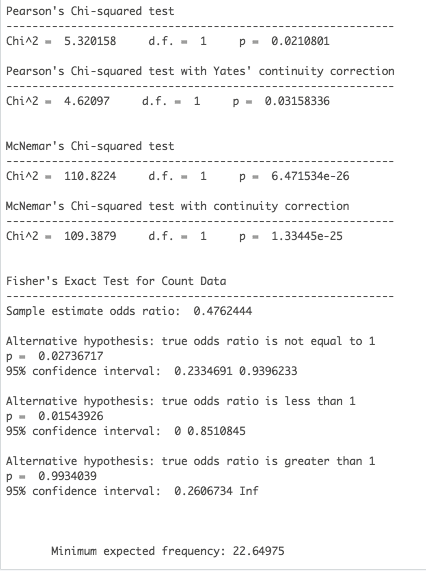 Pearson's Chi-squared test
------------------------------------------------------------
Chi^2 =  5.320158     d.f. =  1     p =  0.0210801
Pearson's Chi-squared test with Yates' continuity correction
------------------------------------------------------------
Chi^2 =  4.62097     d.f. =  1     p =  0.03158336
McNemar's Chi-squared test
------------------------------------------------------------
Chi^2 =  110.8224     d.f. =  1     p =  6.471534e-26
McNemar's Chi-squared test with continuity correction
------------------------------------------------------------
Chi^2 =  109.3879     d.f. =  1     p =  1.33445e-25
Fisher's Exact Test for Count Data
------------------------------------------------------------
Sample estimate odds ratio:  0.4762444
Alternative hypothesis: true odds ratio is not equal to 1
p =  0.02736717
95% confidence interval:  0.2334691 0.9396233
Alternative hypothesis: true odds ratio is less than 1
p =  0.01543926
95% confidence interval:  0 0.8510845
Alternative hypothesis: true odds ratio is greater than 1
p =  0.9934039
95% confidence interval:  0.2606734 Inf
Minimum expected frequency: 22.64975